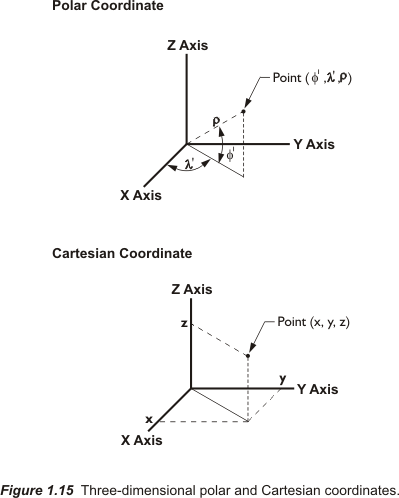 Polar Coordinate
Z Axis
Point (ϕ′,λ′,ρ)
ρ
Y Axis
ϕ′
λ′
X Axis
Cartesian Coordinate
Z Axis
z
Point (x, y, z)
y
Y Axis
x
X Axis
Figure 1.15 Three-dimensional polar and Cartesian coordinates.